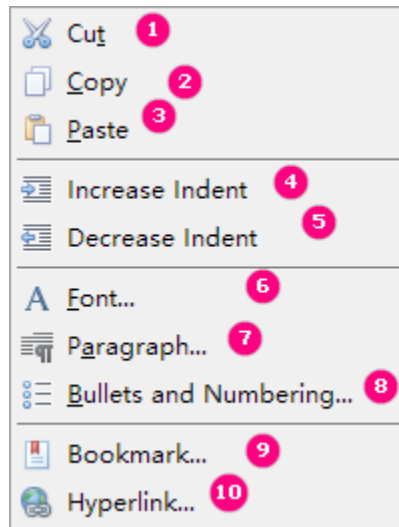 Cut 1
Copy 2
Paste 3
Increase Indent 4
Decrease Indent 5
Font... 6
Paragraph... 7
Bullets and Numbering... 8
Bookmark... 9
Hyperlink... 10